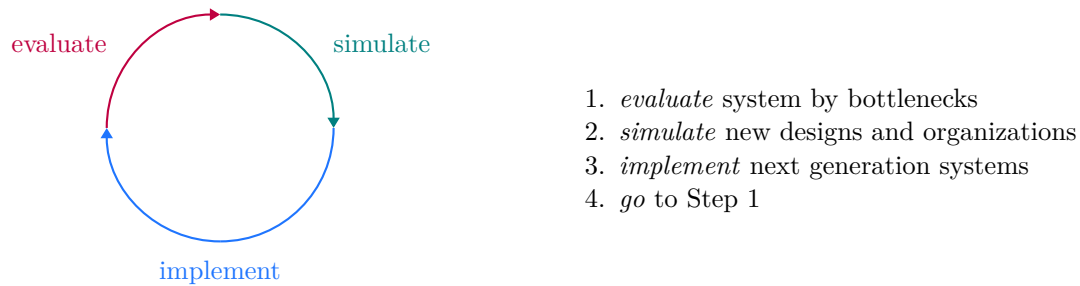 evaluate
simulate
implement
1. evaluate system by bottlenecks
2. simulate new designs and organizations
3. implement next generation systems
4. go to Step 1